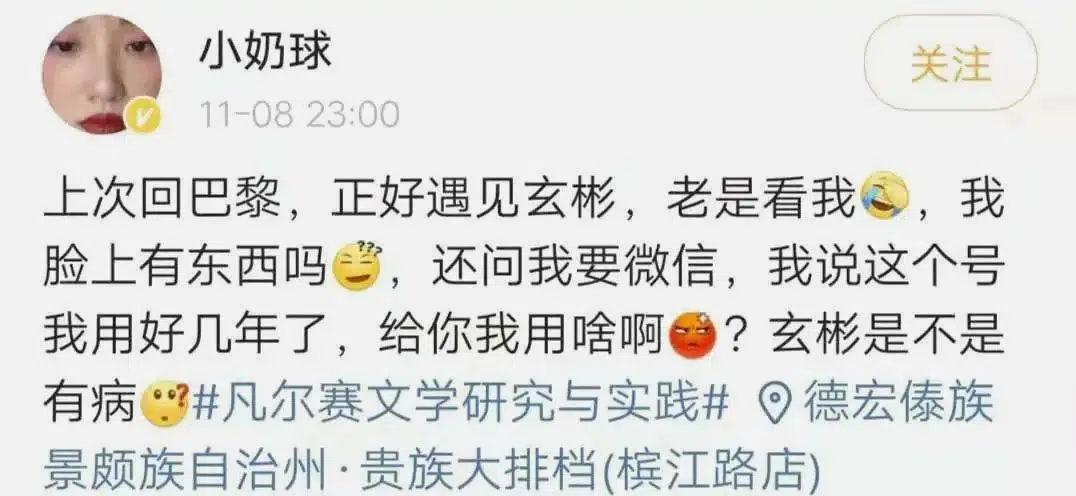 小奶球
关注
11-08 23:00
上次回巴黎，正好遇见玄彬，老是看我😂，我
脸上有东西吗，还问我要微信，我说这个号
我用好几年了，给你我用啥啊😡？玄彬是不是
有病#凡尔赛文学研究与实践# 德宏傣族
景颇族自治州·贵族大排档(槟江路店)